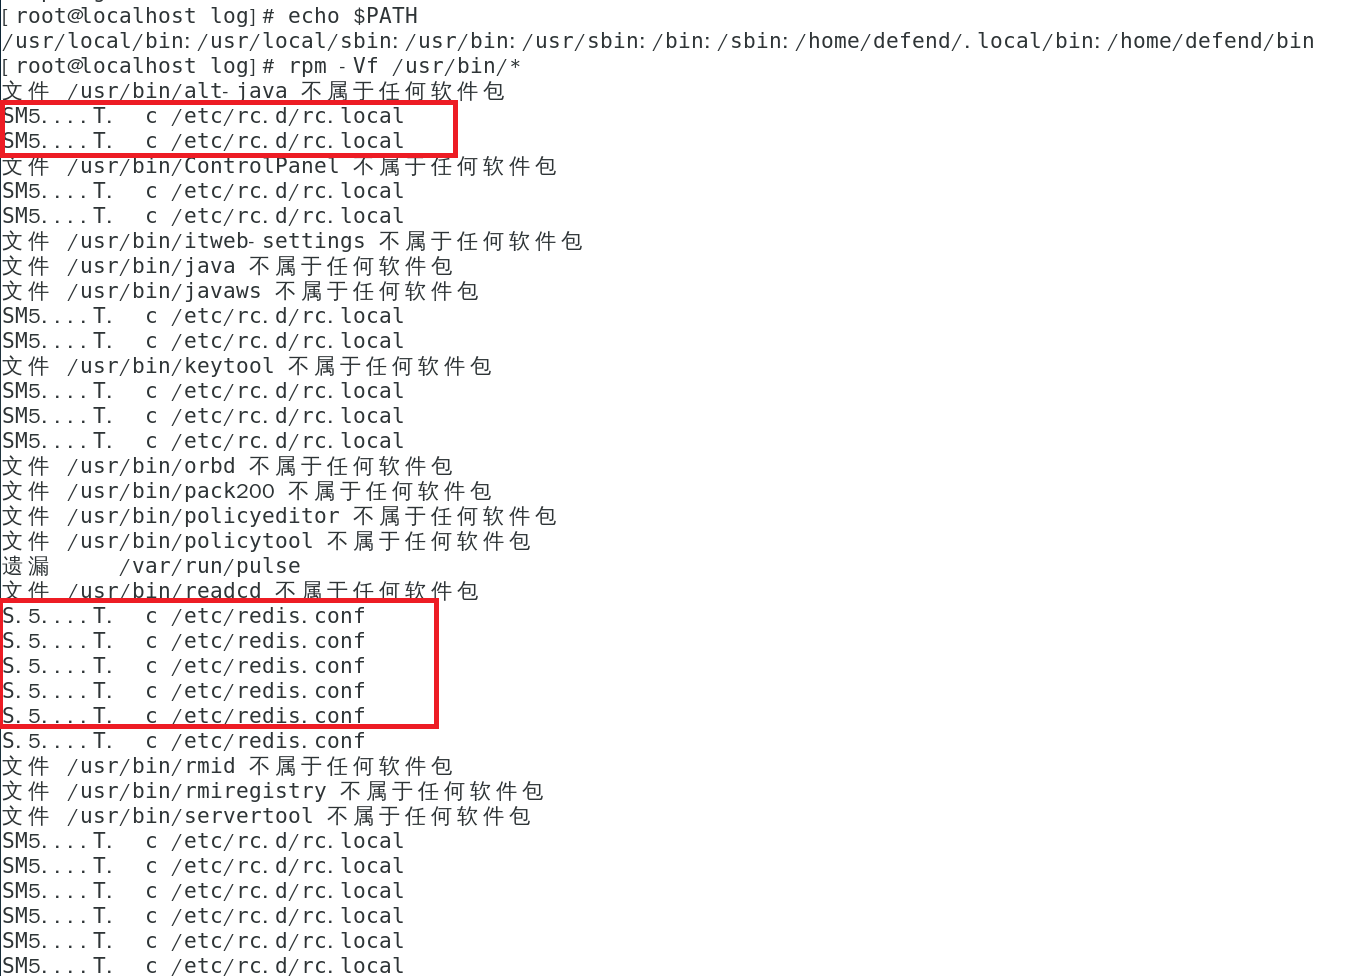 [root@localhost log]# echo $PATH
/usr/local/bin:/usr/local/sbin:/usr/bin:/usr/sbin:/bin:/sbin:/home/defend/.local/bin:/home/defend/bin
[root@localhost log]# rpm -Vf /usr/bin/*
文件 /usr/bin/alt-java 不属于任何软件包
SM5....T.  c /etc/rc.d/rc.local
SM5....T.  c /etc/rc.d/rc.local
文件 /usr/bin/ControlPanel 不属于任何软件包
SM5....T.  c /etc/rc.d/rc.local
SM5....T.  c /etc/rc.d/rc.local
文件 /usr/bin/itweb-settings 不属于任何软件包
文件 /usr/bin/java 不属于任何软件包
文件 /usr/bin/javaws 不属于任何软件包
SM5....T.  c /etc/rc.d/rc.local
SM5....T.  c /etc/rc.d/rc.local
文件 /usr/bin/keytool 不属于任何软件包
SM5....T.  c /etc/rc.d/rc.local
SM5....T.  c /etc/rc.d/rc.local
SM5....T.  c /etc/rc.d/rc.local
文件 /usr/bin/orbd 不属于任何软件包
文件 /usr/bin/pack200 不属于任何软件包
文件 /usr/bin/policyeditor 不属于任何软件包
文件 /usr/bin/policytool 不属于任何软件包
遗漏     /var/run/pulse
文件 /usr/bin/readcd 不属于任何软件包
S.5....T.  c /etc/redis.conf
S.5....T.  c /etc/redis.conf
S.5....T.  c /etc/redis.conf
S.5....T.  c /etc/redis.conf
S.5....T.  c /etc/redis.conf
S.5....T.  c /etc/redis.conf
文件 /usr/bin/rmid 不属于任何软件包
文件 /usr/bin/rmiregistry 不属于任何软件包
文件 /usr/bin/servertool 不属于任何软件包
SM5....T.  c /etc/rc.d/rc.local
SM5....T.  c /etc/rc.d/rc.local
SM5....T.  c /etc/rc.d/rc.local
SM5....T.  c /etc/rc.d/rc.local
SM5....T.  c /etc/rc.d/rc.local
SM5....T.  c /etc/rc.d/rc.local